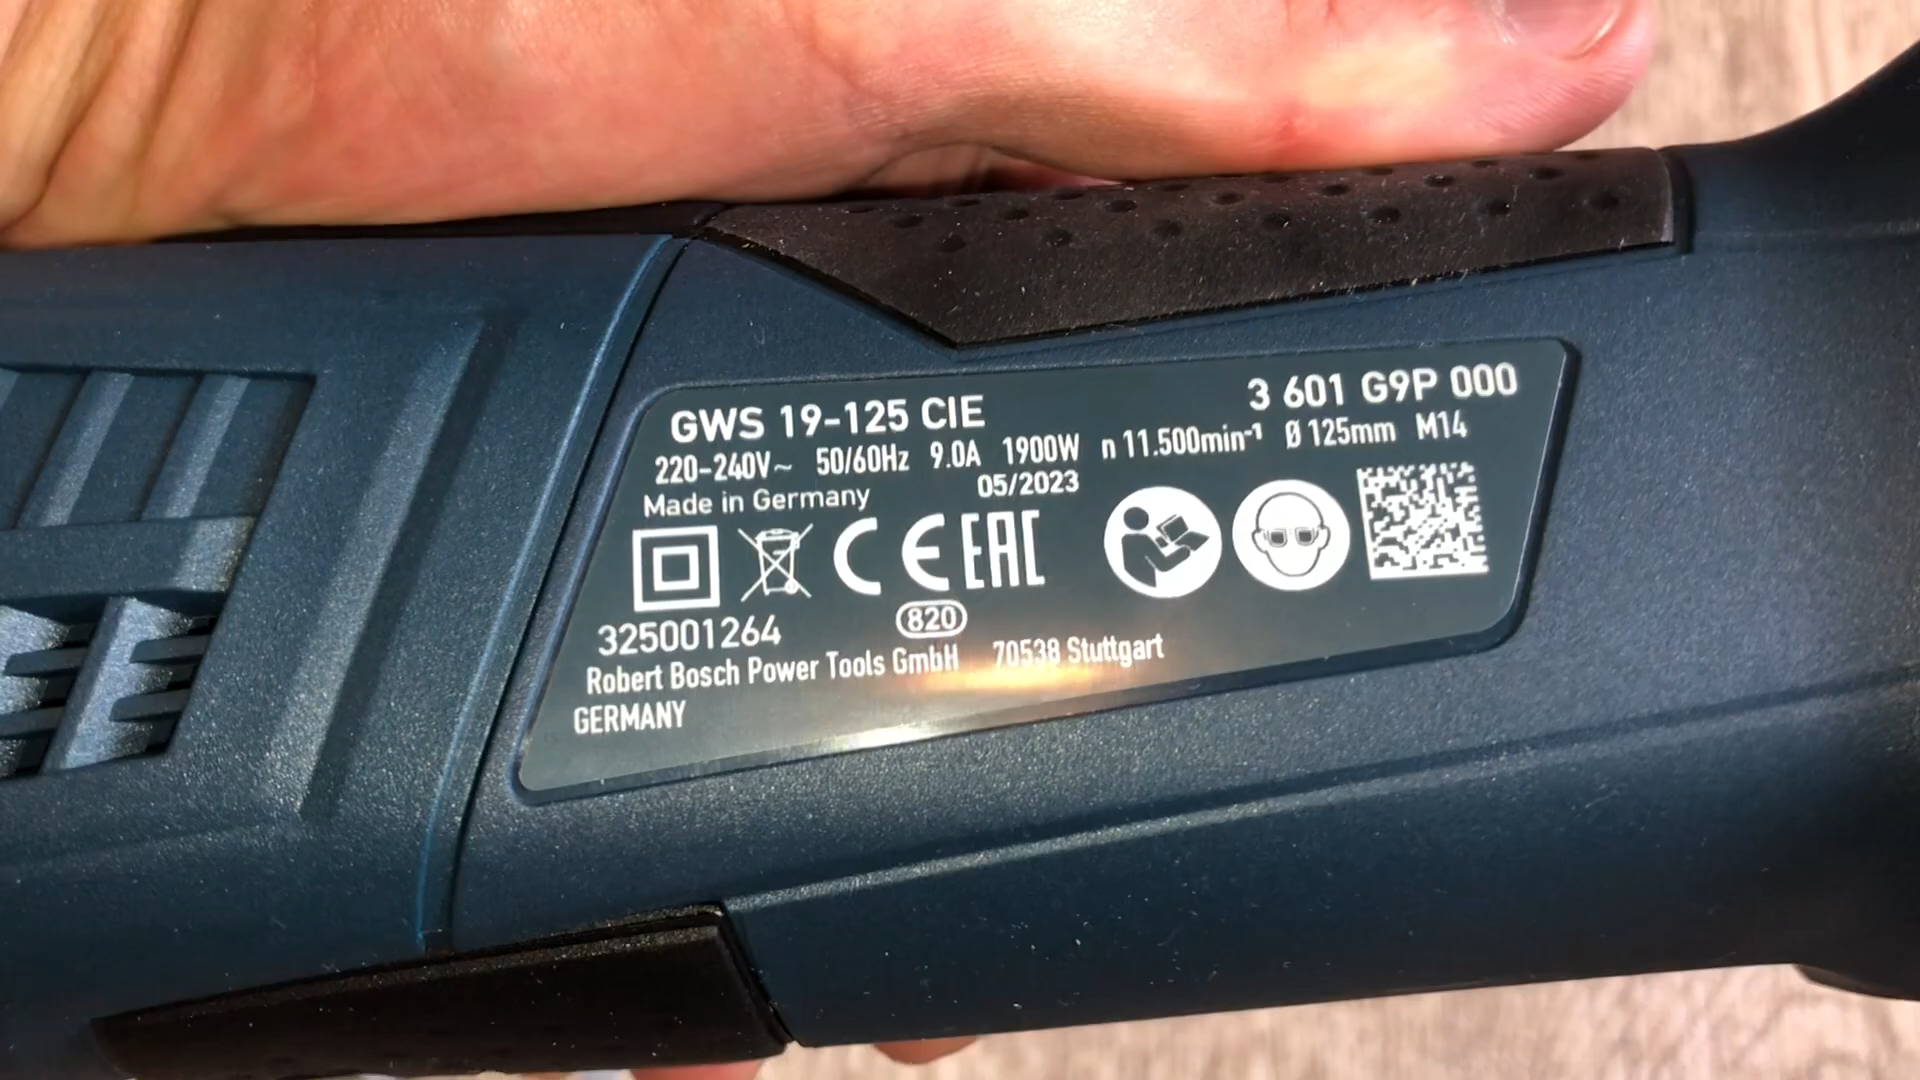 GWS 19-125 CIE 3 601 G9P 000
220-240V~ 50/60Hz 9.0A 1900W n 11.500min⁻¹ Ø 125mm M14
Made in Germany 05/2023
CE EAC
325001264 820
Robert Bosch Power Tools GmbH 70538 Stuttgart
GERMANY